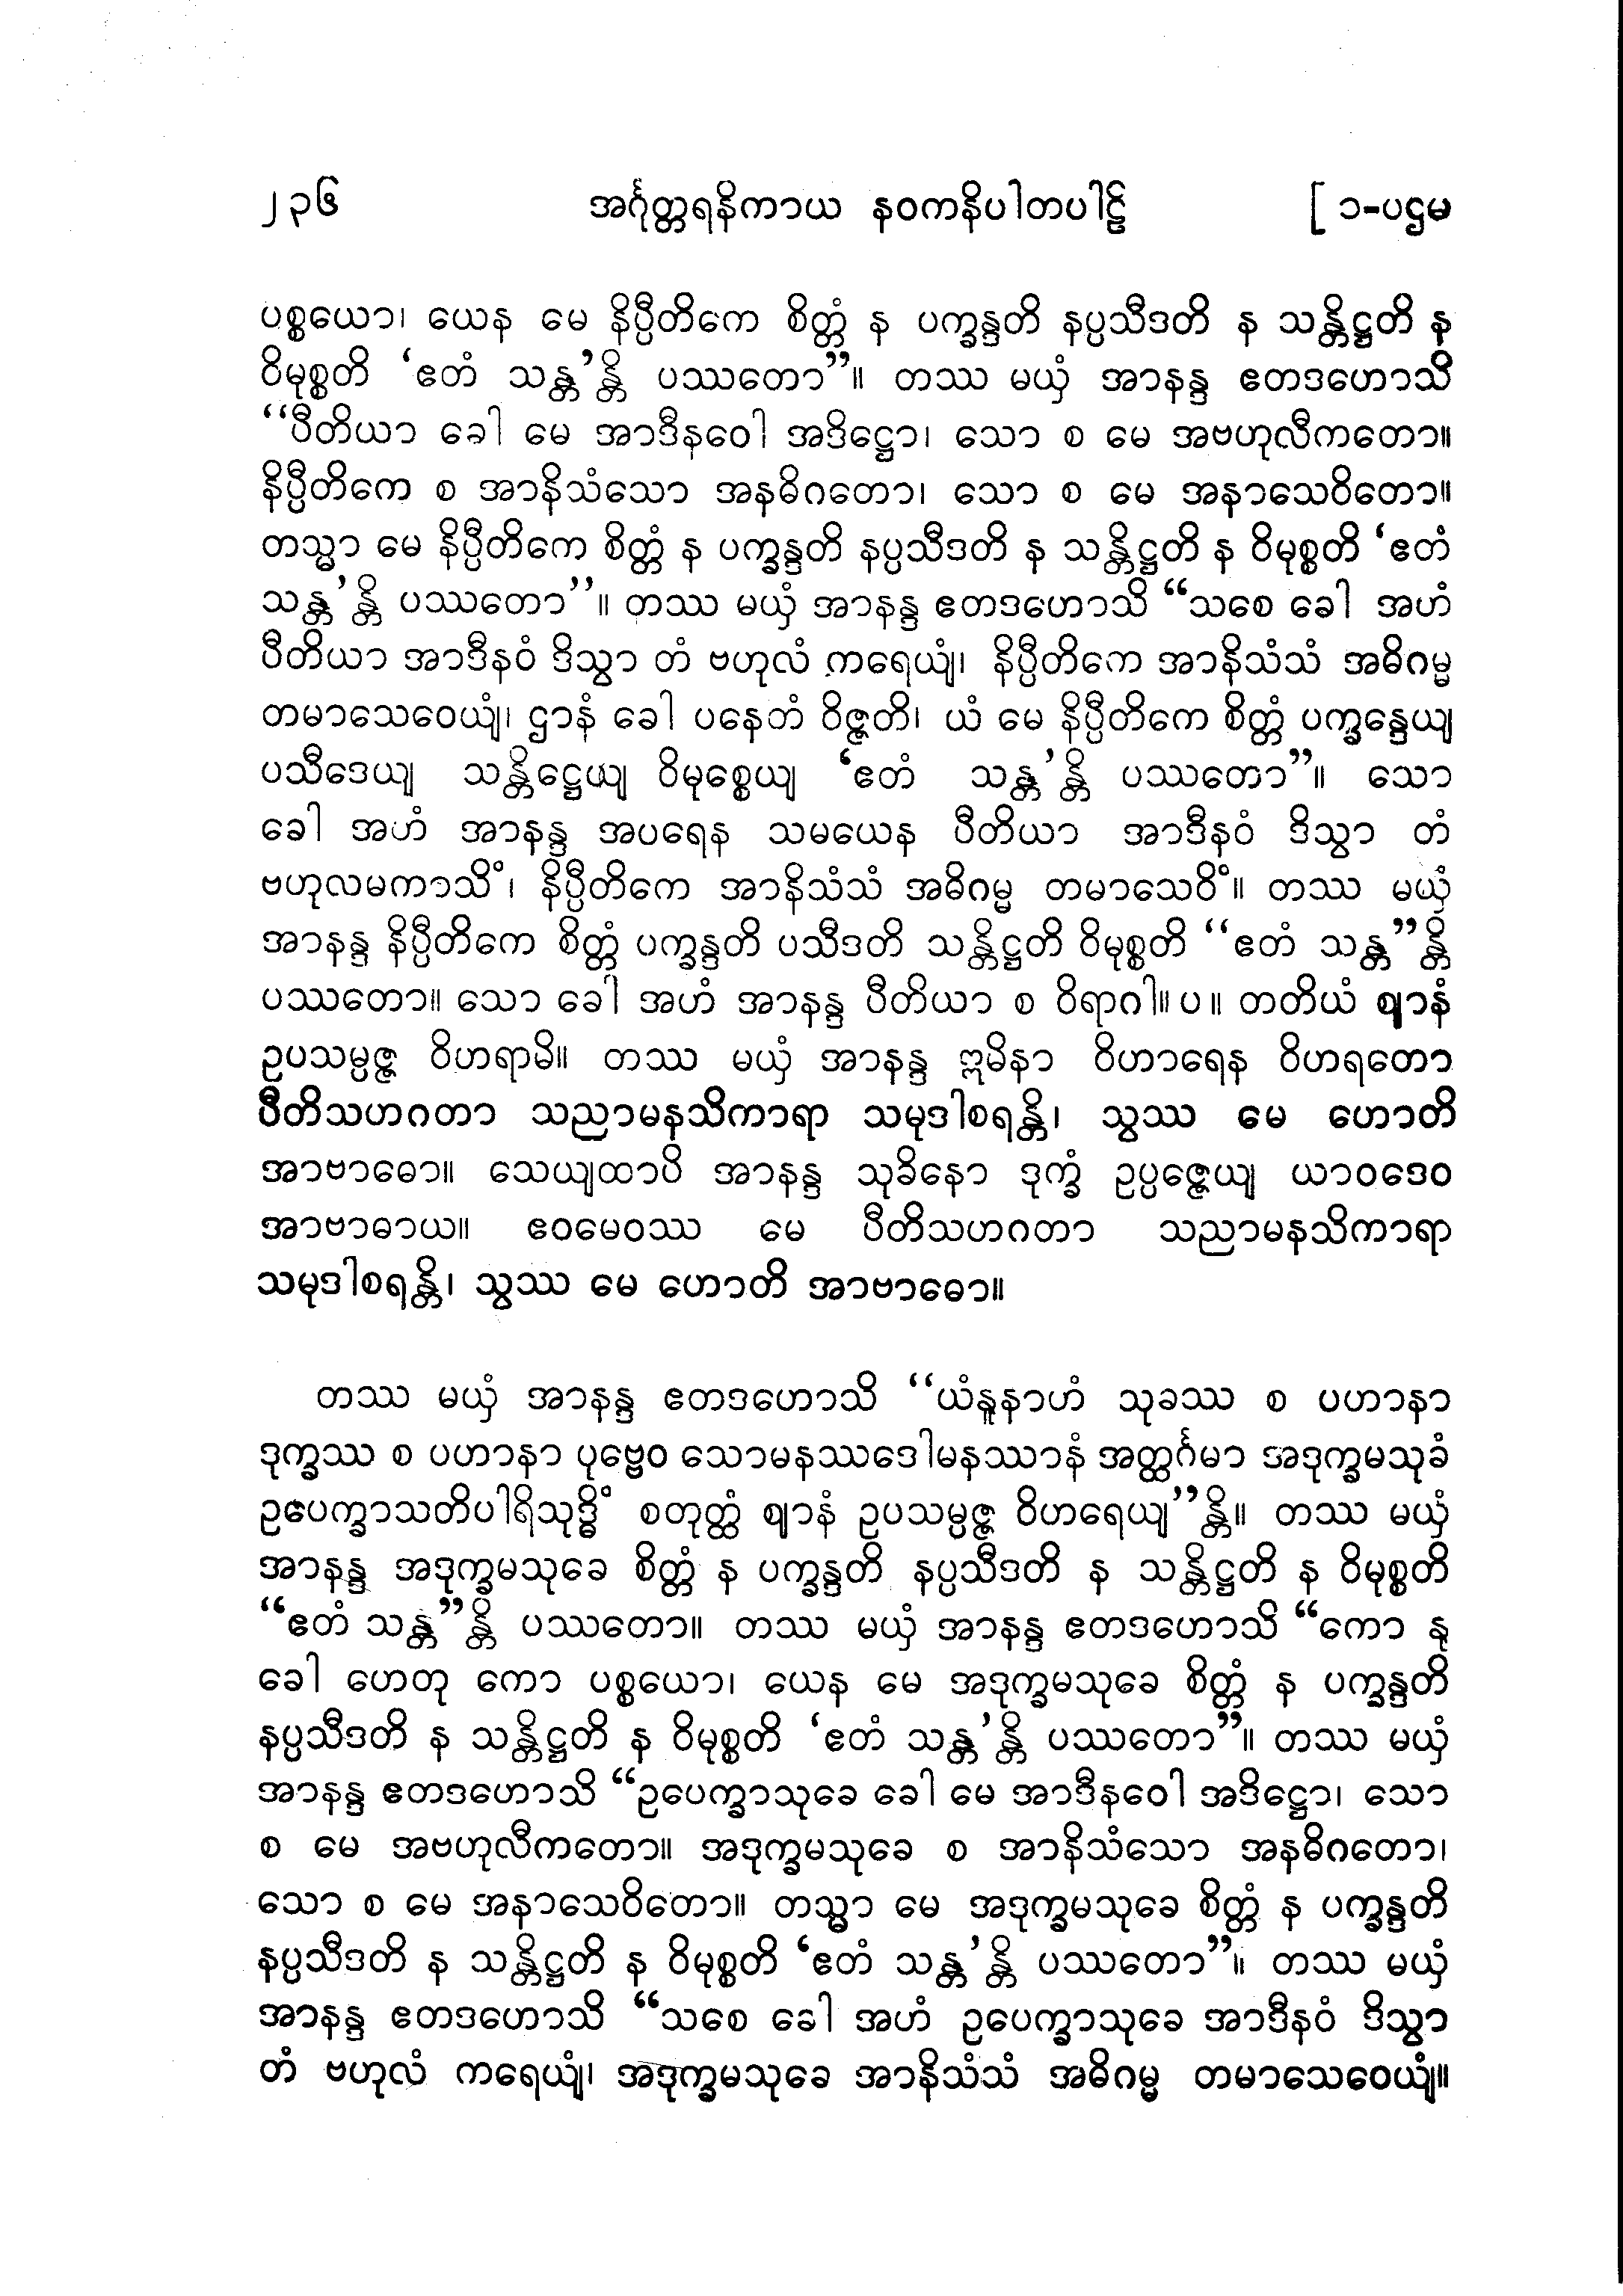 ၂၃၆ အင်္ဂုတ္တရနိကာယ နဝကနိပါတပါဠိ [ ၁-ပဌမ
ပစ္စယော၊ ယေန မေ နိပ္ပီတိကေ စိတ္တံ န ပက္ခန္ဒတိ နပ္ပသီဒတိ န သန္တိဋ္ဌတိ န
ဝိမုစ္စတိ ‘ဧတံ သန္တ’န္တိ ပဿတော”။ တဿ မယှံ အာနန္ဒ ဧတဒဟောသိ
“ပီတိယာ ခေါ မေ အာဒီနဝေါ အဒိဋ္ဌော၊ သော စ မေ အဗဟုလီကတော။
နိပ္ပီတိကေ စ အာနိသံသော အနဓိဂတော၊ သော စ မေ အနာသေဝိတော။
တသ္မာ မေ နိပ္ပီတိကေ စိတ္တံ န ပက္ခန္ဒတိ နပ္ပသီဒတိ န သန္တိဋ္ဌတိ န ဝိမုစ္စတိ ‘ဧတံ
သန္တ’န္တိ ပဿတော”။ တဿ မယှံ အာနန္ဒ ဧတဒဟောသိ “သစေ ခေါ အဟံ
ပီတိယာ အာဒီနဝံ ဒိသွာ တံ ဗဟုလံ ကရေယျံ၊ နိပ္ပီတိကေ အာနိသံသံ အဓိဂမ္မ
တမာသေဝေယျံ၊ ဌာနံ ခေါ ပနေတံ ဝိဇ္ဇတိ၊ ယံ မေ နိပ္ပီတိကေ စိတ္တံ ပက္ခန္ဒေယျ
ပသီဒေယျ သန္တိဋ္ဌေယျ ဝိမုစ္စေယျ ‘ဧတံ သန္တ’န္တိ ပဿတော”။ သော
ခေါ အဟံ အာနန္ဒ အပရေန သမယေန ပီတိယာ အာဒီနဝံ ဒိသွာ တံ
ဗဟုလမကာသိံ၊ နိပ္ပီတိကေ အာနိသံသံ အဓိဂမ္မ တမာသေဝိံ။ တဿ မယှံ
အာနန္ဒ နိပ္ပီတိကေ စိတ္တံ ပက္ခန္ဒတိ ပသီဒတိ သန္တိဋ္ဌတိ ဝိမုစ္စတိ “ဧတံ သန္တ”န္တိ
ပဿတော။ သော ခေါ အဟံ အာနန္ဒ ပီတိယာ စ ဝိရာဂါ။ ပ။ တတိယံ ဈာနံ
ဥပသမ္ပဇ္ဇ ဝိဟရာမိ။ တဿ မယှံ အာနန္ဒ ဣမိနာ ဝိဟာရေန ဝိဟရတော
ပီတိသဟဂတာ သညာမနသိကာရာ သမုဒါစရန္တိ၊ သွဿ မေ ဟောတိ
အာဗာဓော။ သေယျထာပိ အာနန္ဒ သုခိနော ဒုက္ခံ ဥပ္ပဇ္ဇေယျ ယာဝဒေဝ
အာဗာဓာယ။ ဧဝမေဝဿ မေ ပီတိသဟဂတာ သညာမနသိကာရာ
သမုဒါစရန္တိ၊ သွဿ မေ ဟောတိ အာဗာဓော။
တဿ မယှံ အာနန္ဒ ဧတဒဟောသိ “ယံနူနာဟံ သုခဿ စ ပဟာနာ
ဒုက္ခဿ စ ပဟာနာ ပုဗ္ဗေဝ သောမနဿဒေါမနဿာနံ အတ္ထင်္ဂမာ အဒုက္ခမသုခံ
ဥပေက္ခာသတိပါရိသုဒ္ဓိံ စတုတ္ထံ ဈာနံ ဥပသမ္ပဇ္ဇ ဝိဟရေယျ”န္တိ။ တဿ မယှံ
အာနန္ဒ အဒုက္ခမသုခေ စိတ္တံ န ပက္ခန္ဒတိ နပ္ပသီဒတိ န သန္တိဋ္ဌတိ န ဝိမုစ္စတိ
“ဧတံ သန္တ”န္တိ ပဿတော။ တဿ မယှံ အာနန္ဒ ဧတဒဟောသိ “ကော နု
ခေါ ဟေတု ကော ပစ္စယော၊ ယေန မေ အဒုက္ခမသုခေ စိတ္တံ န ပက္ခန္ဒတိ
နပ္ပသီဒတိ န သန္တိဋ္ဌတိ န ဝိမုစ္စတိ ‘ဧတံ သန္တ’န္တိ ပဿတော”။ တဿ မယှံ
အာနန္ဒ ဧတဒဟောသိ “ဥပေက္ခာသုခေ ခေါ မေ အာဒီနဝေါ အဒိဋ္ဌော၊ သော
စ မေ အဗဟုလီကတော။ အဒုက္ခမသုခေ စ အာနိသံသော အနဓိဂတော၊
သော စ မေ အနာသေဝိတော။ တသ္မာ မေ အဒုက္ခမသုခေ စိတ္တံ န ပက္ခန္ဒတိ
နပ္ပသီဒတိ န သန္တိဋ္ဌတိ န ဝိမုစ္စတိ ‘ဧတံ သန္တ’န္တိ ပဿတော”။ တဿ မယှံ
အာနန္ဒ ဧတဒဟောသိ “သစေ ခေါ အဟံ ဥပေက္ခာသုခေ အာဒီနဝံ ဒိသွာ
တံ ဗဟုလံ ကရေယျံ၊ အဒုက္ခမသုခေ အာနိသံသံ အဓိဂမ္မ တမာသေဝေယျံ။